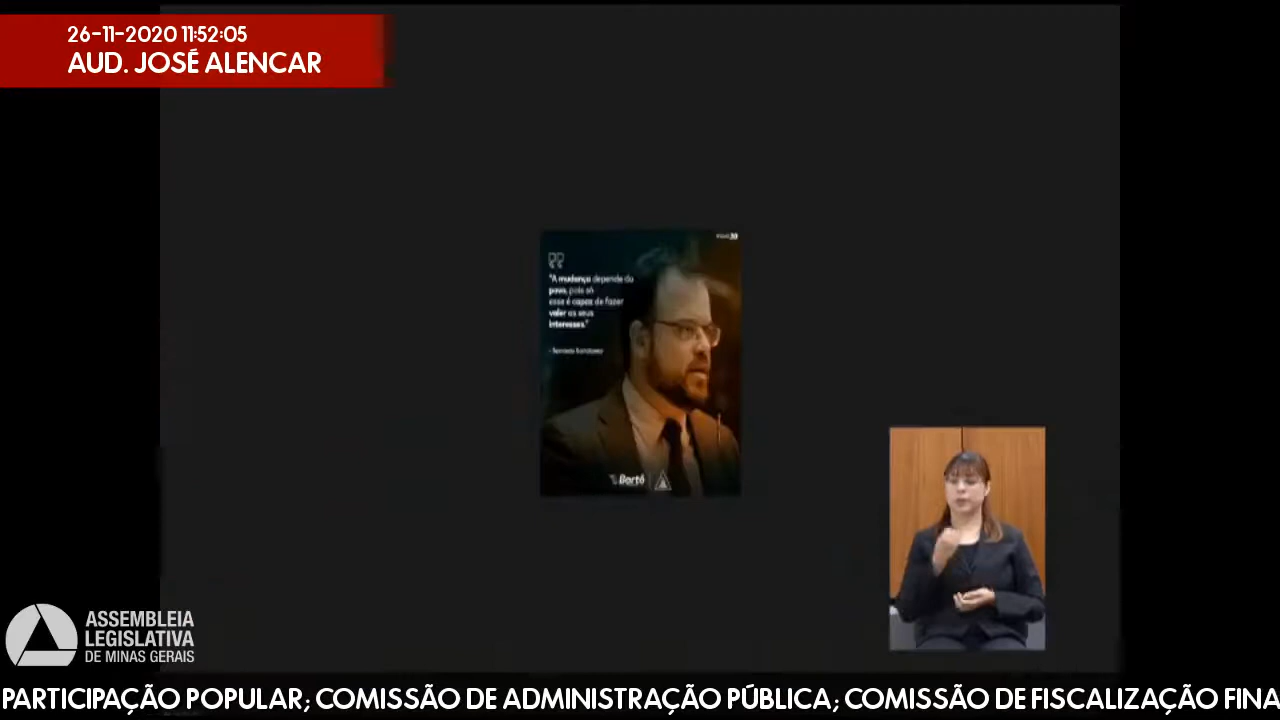 26-11-2020 11:52:05
AUD. JOSÉ ALENCAR
"A mudança depende do
povo, pois só
esse é capaz de fazer
valer os seus
interesses."
Bartô
ASSEMBLEIA
LEGISLATIVA
DE MINAS GERAIS
PARTICIPAÇÃO POPULAR; COMISSÃO DE ADMINISTRAÇÃO PÚBLICA; COMISSÃO DE FISCALIZAÇÃO FINA